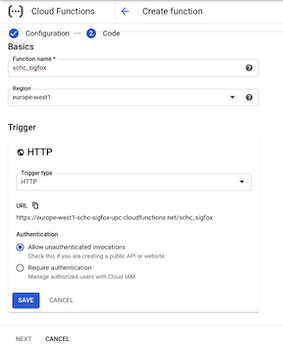 Cloud Functions
Create function
Configuration
2 Code
Basics
Function name *
schc_sigfox
Region
europe-west1
Trigger
HTTP
Trigger type
HTTP
URL
https://europe-west1-schc-sigfox-upc.cloudfunctions.net/schc_sigfox
Authentication
Allow unauthenticated invocations
Check this if you are creating a public API or website.
Require authentication
Manage authorized users with Cloud IAM.
SAVE CANCEL
NEXT CANCEL